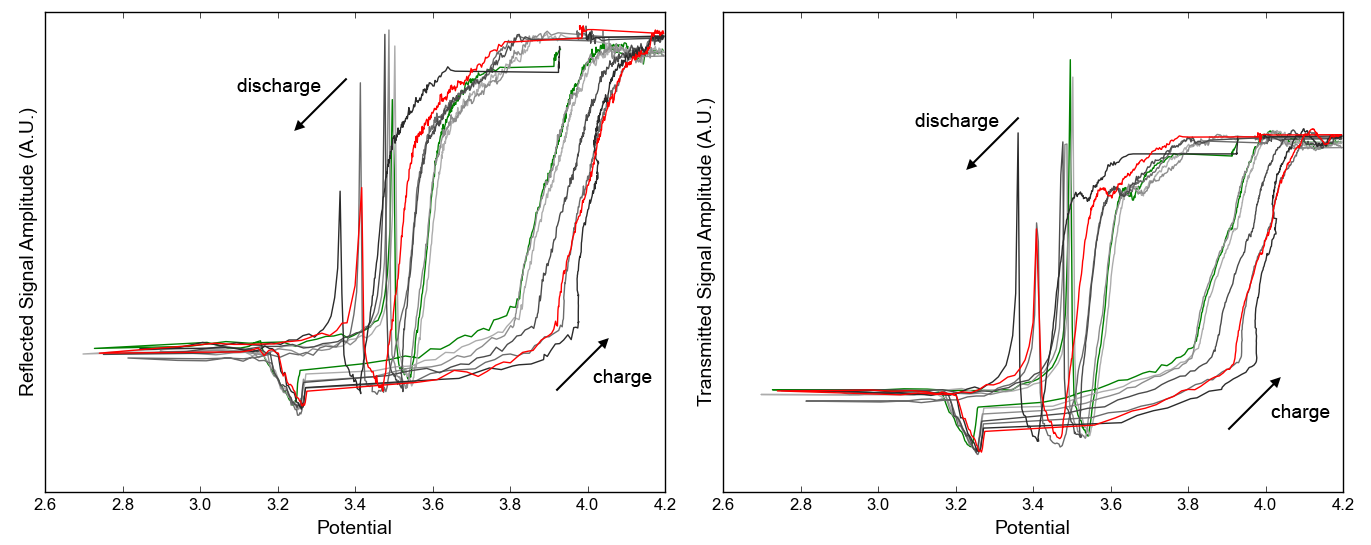 Reflected Signal Amplitude (A.U.)
discharge
charge
2.6 2.8 3.0 3.2 3.4 3.6 3.8 4.0 4.2
Potential
Transmitted Signal Amplitude (A.U.)
discharge
charge
2.6 2.8 3.0 3.2 3.4 3.6 3.8 4.0 4.2
Potential